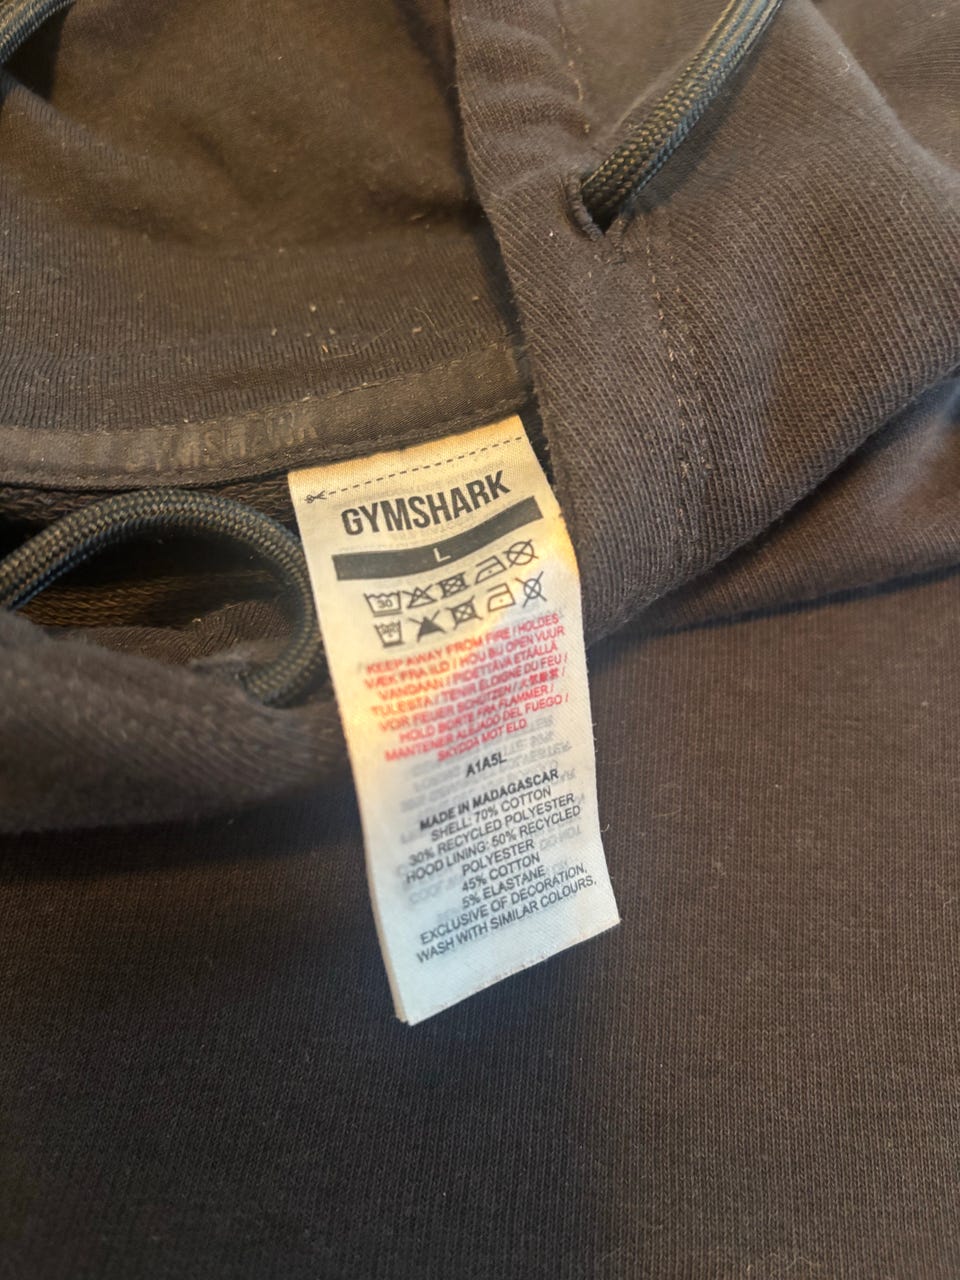 GYMSHARK
GYMSHARK
L
30
KEEP AWAY FROM FIRE / HOLDES
VÆK FRA ILD / HOU BIJ OPEN VUUR
VANDAAN / PIDETTÄVÄ ETÄÄLLÄ
TULESTA / TENIR ÉLOIGNÉ DU FEU /
VOR FEUER SCHÜTZEN /
HOLD BORTE FRA FLAMMER /
MANTENER ALEJADO DEL FUEGO /
SKYDDA MOT ELD
A1A5L
MADE IN MADAGASCAR
SHELL: 70% COTTON
30% RECYCLED POLYESTER
HOOD LINING: 50% RECYCLED
POLYESTER
45% COTTON
5% ELASTANE
EXCLUSIVE OF DECORATION.
WASH WITH SIMILAR COLOURS.